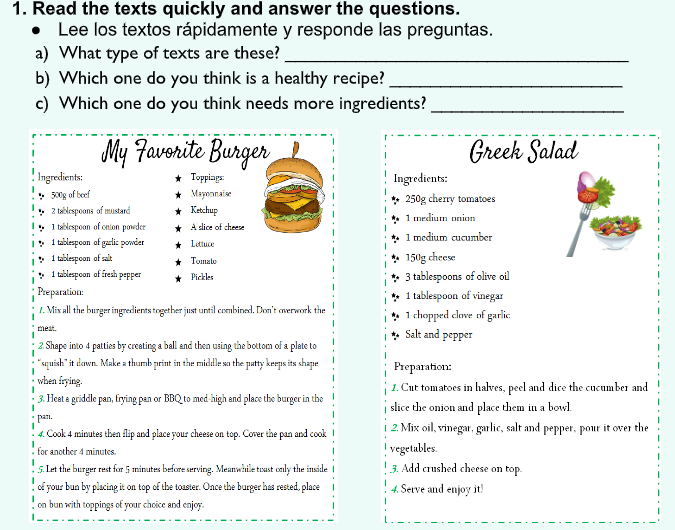 1. Read the texts quickly and answer the questions.
● Lee los textos rápidamente y responde las preguntas.
a) What type of texts are these? ____________________
b) Which one do you think is a healthy recipe? ____________________
c) Which one do you think needs more ingredients? ____________________
My Favorite Burger
Ingredients:
500g of beef
2 tablespoons of mustard
1 tablespoon of onion powder
1 tablespoon of garlic powder
1 tablespoon of salt
1 tablespoon of fresh pepper
★ Toppings:
★ Mayonnaise
★ Ketchup
★ A slice of cheese
★ Lettuce
★ Tomato
★ Pickles
Preparation:
1. Mix all the burger ingredients together just until combined. Don't overwork the
meat.
2. Shape into 4 patties by creating a ball and then using the bottom of a plate to
"squish" it down. Make a thumb print in the middle so the patty keeps its shape
when frying.
3. Heat a griddle pan, frying pan or BBQ to med-high and place the burger in the
pan.
4. Cook 4 minutes then flip and place your cheese on top. Cover the pan and cook
for another 4 minutes.
5. Let the burger rest for 5 minutes before serving. Meanwhile toast only the inside
of your bun by placing it on top of the toaster. Once the burger has rested, place
on bun with toppings of your choice and enjoy.
Greek Salad
Ingredients:
250g cherry tomatoes
1 medium onion
1 medium cucumber
150g cheese
3 tablespoons of olive oil
1 tablespoon of vinegar
1 chopped clove of garlic
Salt and pepper
Preparation:
1. Cut tomatoes in halves, peel and dice the cucumber and
slice the onion and place them in a bowl.
2. Mix oil, vinegar, garlic, salt and pepper, pour it over the
vegetables.
3. Add crushed cheese on top.
4. Serve and enjoy it!